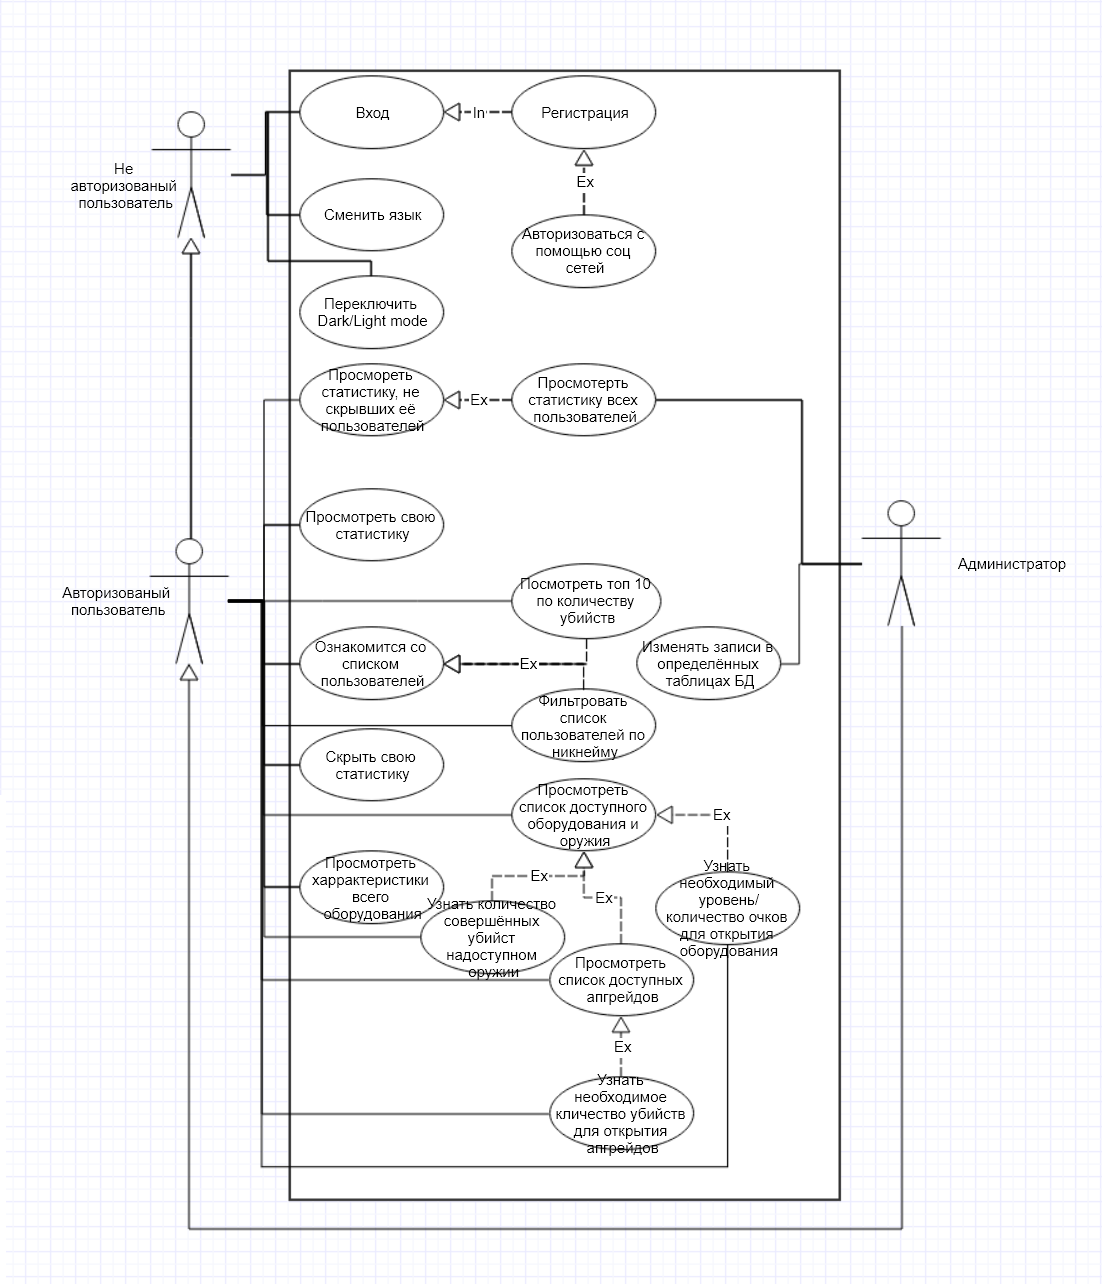 Вход
In
Регистрация
Не
авторизованый
пользователь
Ex
Сменить язык
Авторизоваться с
помощью соц
сетей
Переключить
Dark/Light mode
Просмореть
статистику, не
скрывших её
пользователей
Ex
Просмотерть
статистику всех
пользователей
Просмотреть свою
статистику
Администратор
Авторизованый
пользователь
Посмотреть топ 10
по количеству
убийств
Ознакомится со
списком
пользователей
Ex
Изменять записи в
определённых
таблицах БД
Фильтровать
список
пользователей по
никнейму
Скрыть свою
статистику
Просмотреть
список доступного
оборудования и
оружия
Ex
Просмотреть
харрактеристики
всего
оборудования
Ex
Ex
Узнать
необходимый
уровень/
количество очков
для открытия
оборудования
Узнать количество
совершённых
убийст
надоступном
оружии
Просмотреть
список доступных
апгрейдов
Ex
Узнать
необходимое
кличество убийств
для открытия
апгрейдов